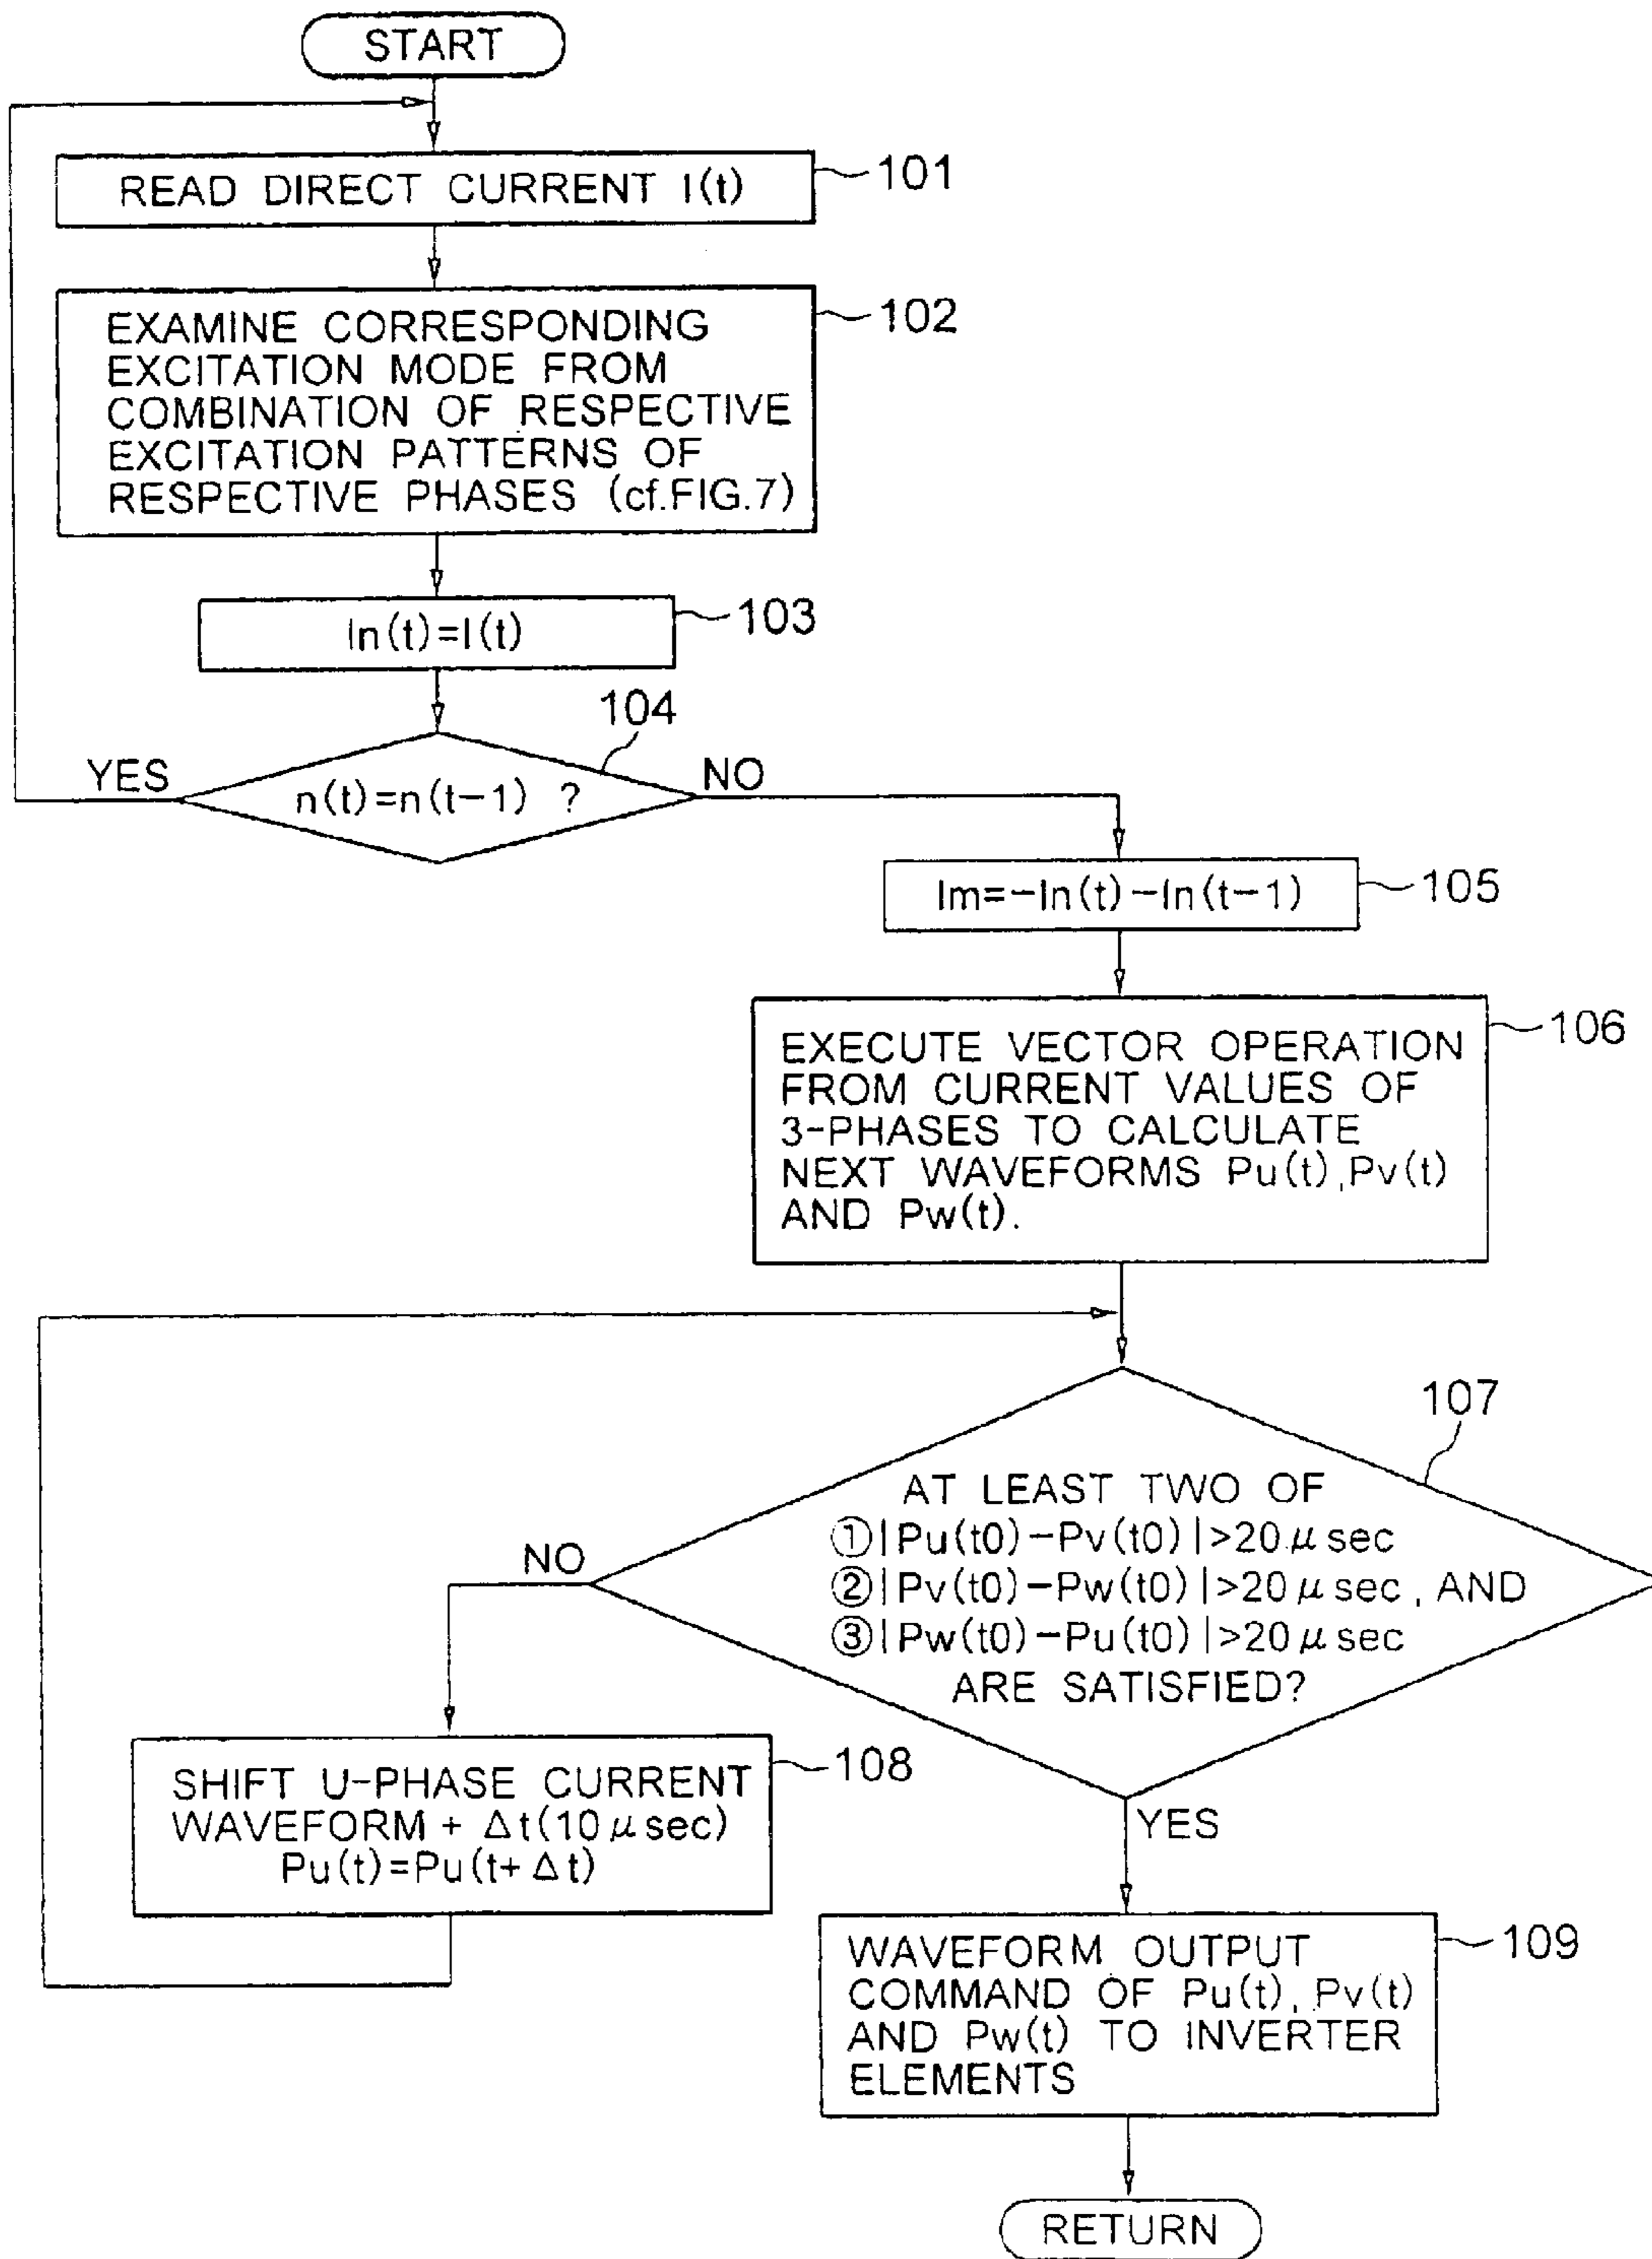 START
READ DIRECT CURRENT I(t)
101
EXAMINE CORRESPONDING
EXCITATION MODE FROM
COMBINATION OF RESPECTIVE
EXCITATION PATTERNS OF
RESPECTIVE PHASES (cf.FIG.7)
102
In(t)=I(t)
103
104
YES
n(t)=n(t-1) ?
NO
Im=-In(t)-In(t-1)
105
EXECUTE VECTOR OPERATION
FROM CURRENT VALUES OF
3-PHASES TO CALCULATE
NEXT WAVEFORMS Pu(t),Pv(t)
AND Pw(t).
106
107
AT LEAST TWO OF
①|Pu(t0)-Pv(t0)|>20μsec
②|Pv(t0)-Pw(t0)|>20μsec, AND
③|Pw(t0)-Pu(t0)|>20μsec
ARE SATISFIED?
NO
SHIFT U-PHASE CURRENT
WAVEFORM + Δt(10μsec)
Pu(t)=Pu(t+Δt)
108
YES
WAVEFORM OUTPUT
COMMAND OF Pu(t), Pv(t)
AND Pw(t) TO INVERTER
ELEMENTS
109
RETURN